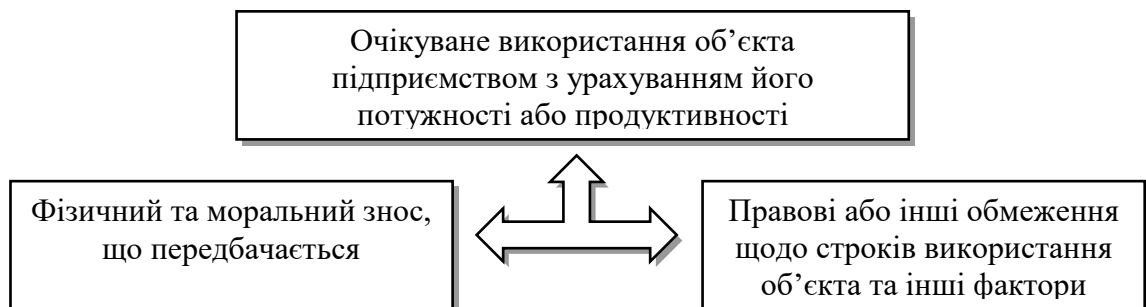 Очікуване використання об’єкта
підприємством з урахуванням його
потужності або продуктивності
Фізичний та моральний знос,
що передбачається
Правові або інші обмеження
щодо строків використання
об’єкта та інші фактори